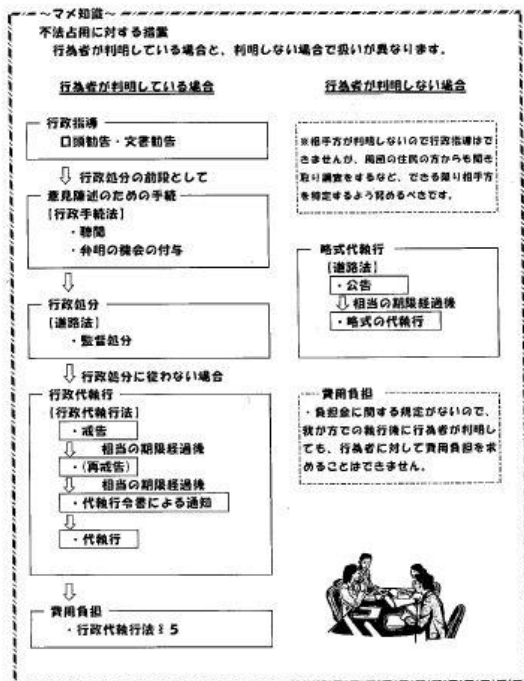 ～マメ知識～
不法占用に対する措置
行為者が判明している場合と、判明しない場合で扱いが異なります。
行為者が判明している場合
行政指導
口頭勧告・文書勧告
行政処分の前段として
意見陳述のための手続
[行政手続法]
・聴聞
・弁明の機会の付与
行政処分
[道路法]
・監督処分
行政処分に従わない場合
行政代執行
[行政代執行法]
・戒告
相当の期限経過後
・(再戒告)
相当の期限経過後
・代執行令書による通知
・代執行
費用負担
・行政代執行法§5
行為者が判明しない場合
※相手方が判明しないので行政指導はで
きませんが、周囲の住民の方からも聞き
取り調査をするなど、できる限り相手方
を特定するよう努めるべきです。
略式代執行
[道路法]
・公告
相当の期限経過後
・略式の代執行
費用負担
・負担金に関する規定がないので、
我が方での執行後に行為者が判明し
ても、行為者に対して費用負担を求
めることはできません。